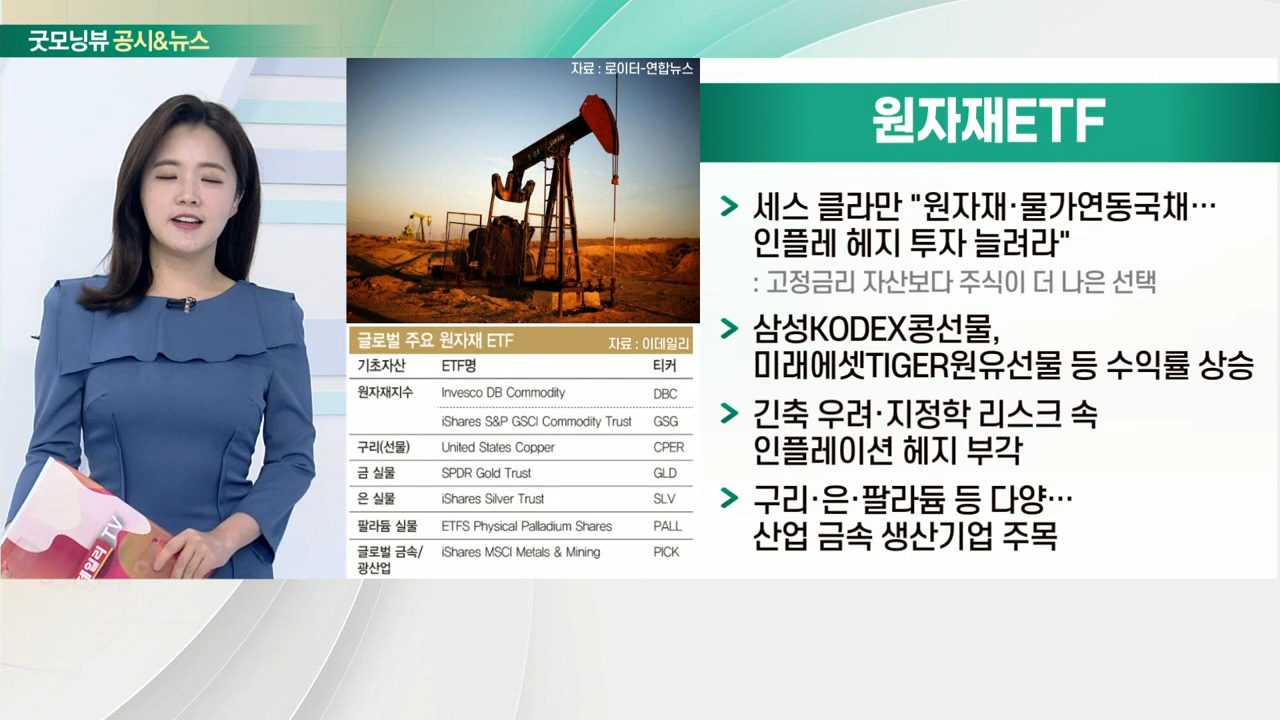 굿모닝뷰 공시&뉴스
자료 : 로이터-연합뉴스
글로벌 주요 원자재 ETF 자료 : 이데일리
기초자산 ETF명 티커
원자재지수 Invesco DB Commodity DBC
iShares S&P GSCI Commodity Trust GSG
구리(선물) United States Copper CPER
금 실물 SPDR Gold Trust GLD
은 실물 iShares Silver Trust SLV
팔라듐 실물 ETFS Physical Palladium Shares PALL
글로벌 금속/ iShares MSCI Metals & Mining PICK
광산업
원자재ETF
세스 클라만 "원자재·물가연동국채…
인플레 헤지 투자 늘려라"
: 고정금리 자산보다 주식이 더 나은 선택
삼성KODEX콩선물,
미래에셋TIGER원유선물 등 수익률 상승
긴축 우려·지정학 리스크 속
인플레이션 헤지 부각
구리·은·팔라듐 등 다양…
산업 금속 생산기업 주목
데일리 TV